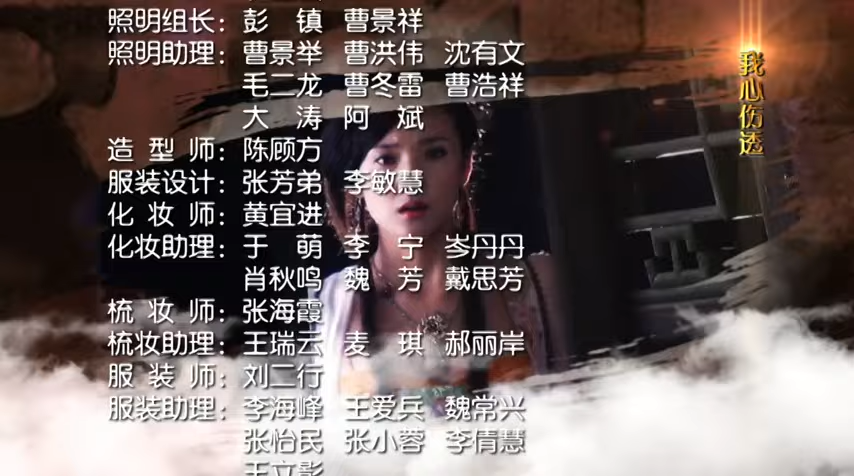 照明组长：彭　镇　曹景祥
照明助理：曹景举　曹洪伟　沈有文
毛二龙　曹冬雷　曹浩祥
大　涛　阿　斌
造 型 师：陈顾方
服装设计：张芳弟　李敏慧
化 妆 师：黄宜进
化妆助理：于　萌　李　宁　岑丹丹
肖秋鸣　魏　芳　戴思芳
梳 妆 师：张海霞
梳妆助理：王瑞云　麦　琪　郝丽岸
服 装 师：刘二行
服装助理：李海峰　王爱兵　魏常兴
张怡民　张小蓉　李倩慧
王立影
我心伤透